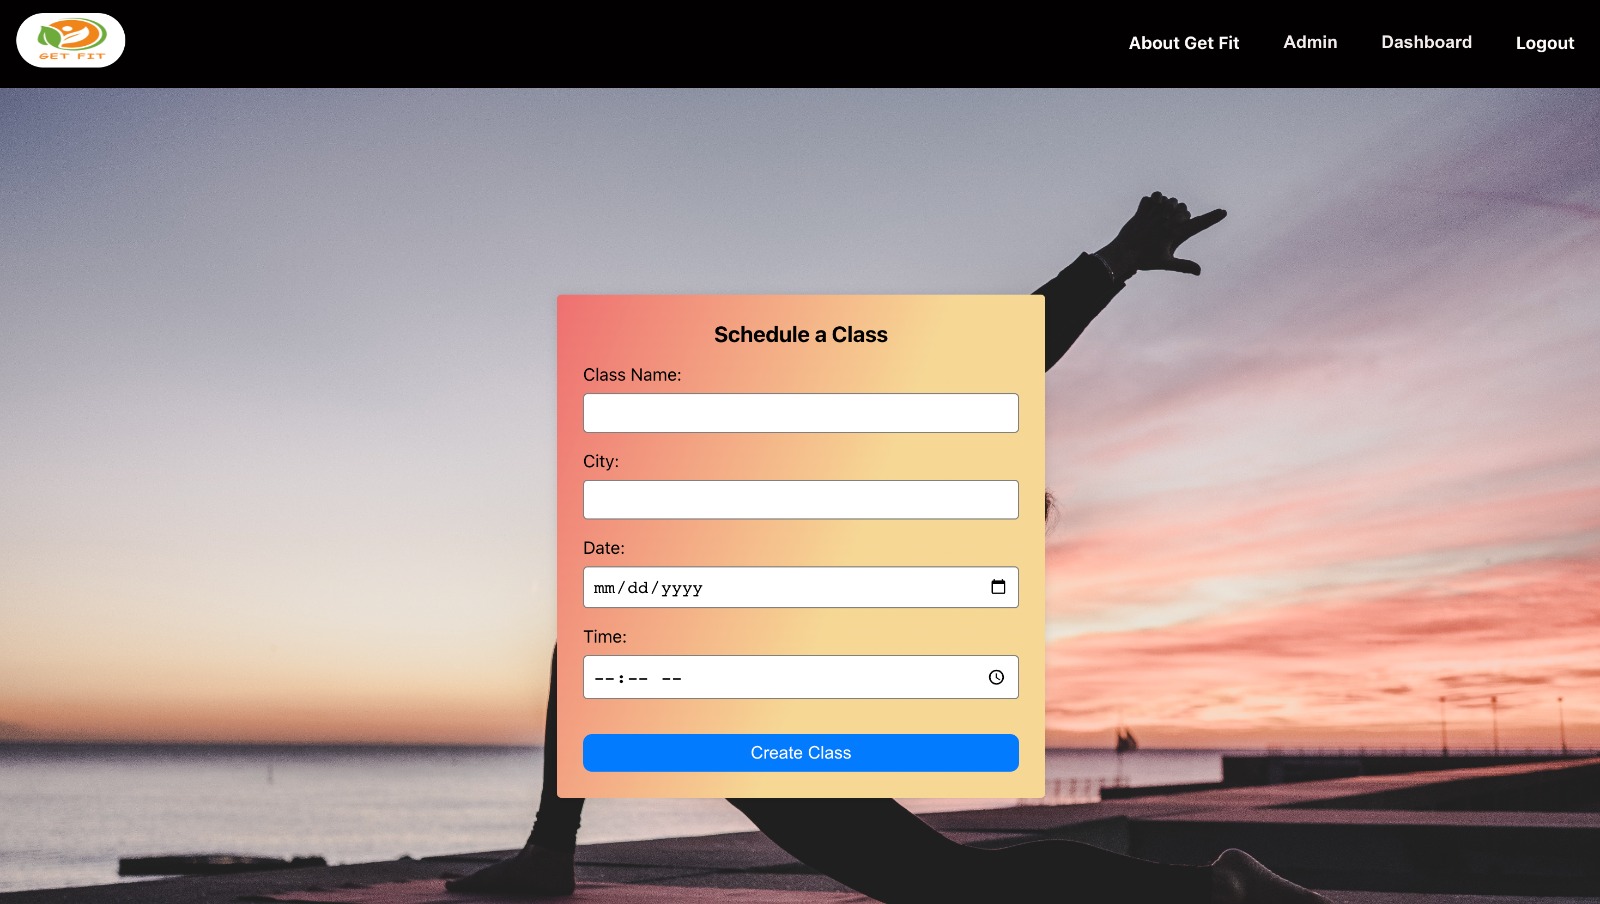 GET FIT
About Get Fit Admin Dashboard Logout
Schedule a Class
Class Name:
City:
Date:
mm/dd/yyyy
Time:
--:-- --
Create Class